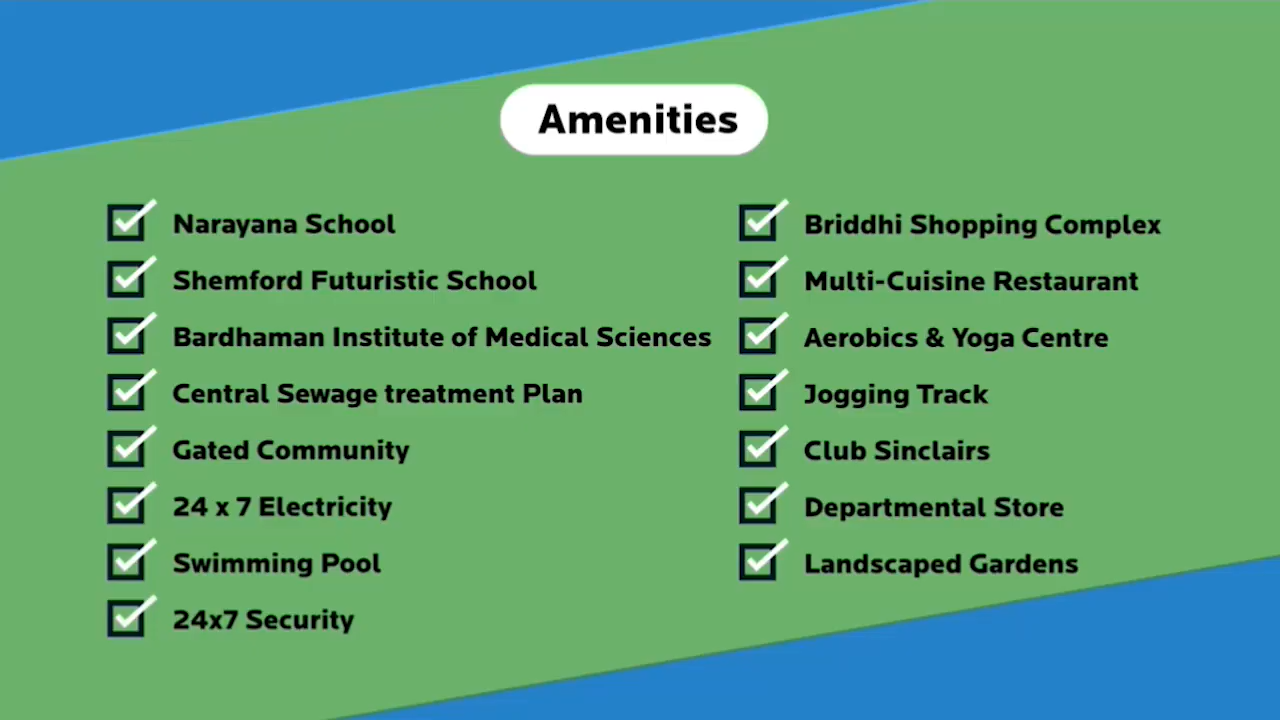 Amenities
Narayana School
Shemford Futuristic School
Bardhaman Institute of Medical Sciences
Central Sewage treatment Plan
Gated Community
24 x 7 Electricity
Swimming Pool
24x7 Security
Briddhi Shopping Complex
Multi-Cuisine Restaurant
Aerobics & Yoga Centre
Jogging Track
Club Sinclairs
Departmental Store
Landscaped Gardens